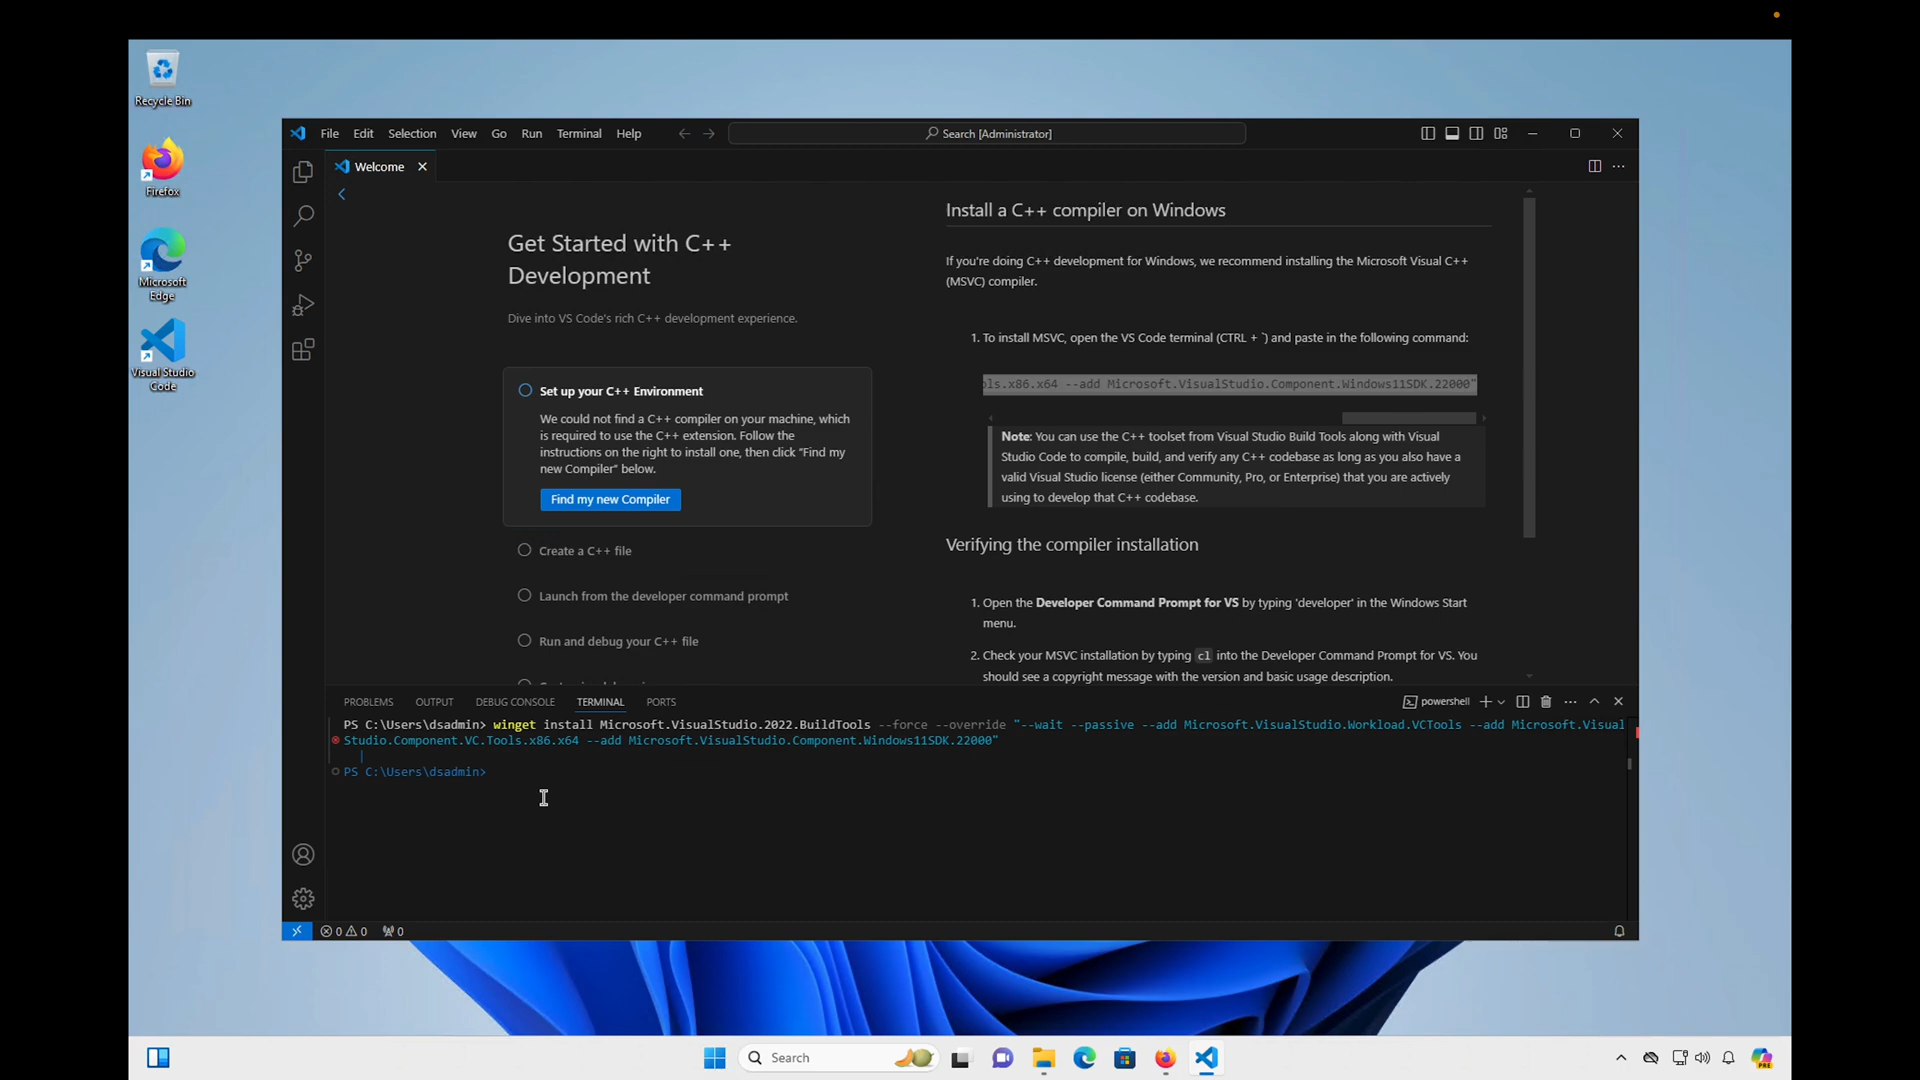 Recycle Bin
Firefox
Microsoft
Edge
Visual Studio
Code
File Edit Selection View Go Run Terminal Help
Search [Administrator]
Welcome
Get Started with C++
Development
Dive into VS Code's rich C++ development experience.
Set up your C++ Environment
We could not find a C++ compiler on your machine, which
is required to use the C++ extension. Follow the
instructions on the right to install one, then click "Find my
new Compiler" below.
Find my new Compiler
Create a C++ file
Launch from the developer command prompt
Run and debug your C++ file
Install a C++ compiler on Windows
If you're doing C++ development for Windows, we recommend installing the Microsoft Visual C++
(MSVC) compiler.
1. To install MSVC, open the VS Code terminal (CTRL + `) and paste in the following command:
ols.x86.x64 --add Microsoft.VisualStudio.Component.Windows11SDK.22000"
Note: You can use the C++ toolset from Visual Studio Build Tools along with Visual
Studio Code to compile, build, and verify any C++ codebase as long as you also have a
valid Visual Studio license (either Community, Pro, or Enterprise) that you are actively
using to develop that C++ codebase.
Verifying the compiler installation
1. Open the Developer Command Prompt for VS by typing 'developer' in the Windows Start
menu.
2. Check your MSVC installation by typing cl into the Developer Command Prompt for VS. You
should see a copyright message with the version and basic usage description.
PROBLEMS OUTPUT DEBUG CONSOLE TERMINAL PORTS
powershell
PS C:\Users\dsadmin> winget install Microsoft.VisualStudio.2022.BuildTools --force --override "--wait --passive --add Microsoft.VisualStudio.Workload.VCTools --add Microsoft.Visual
Studio.Component.VC.Tools.x86.x64 --add Microsoft.VisualStudio.Component.Windows11SDK.22000"
PS C:\Users\dsadmin>
0 0 0
Search
PRE